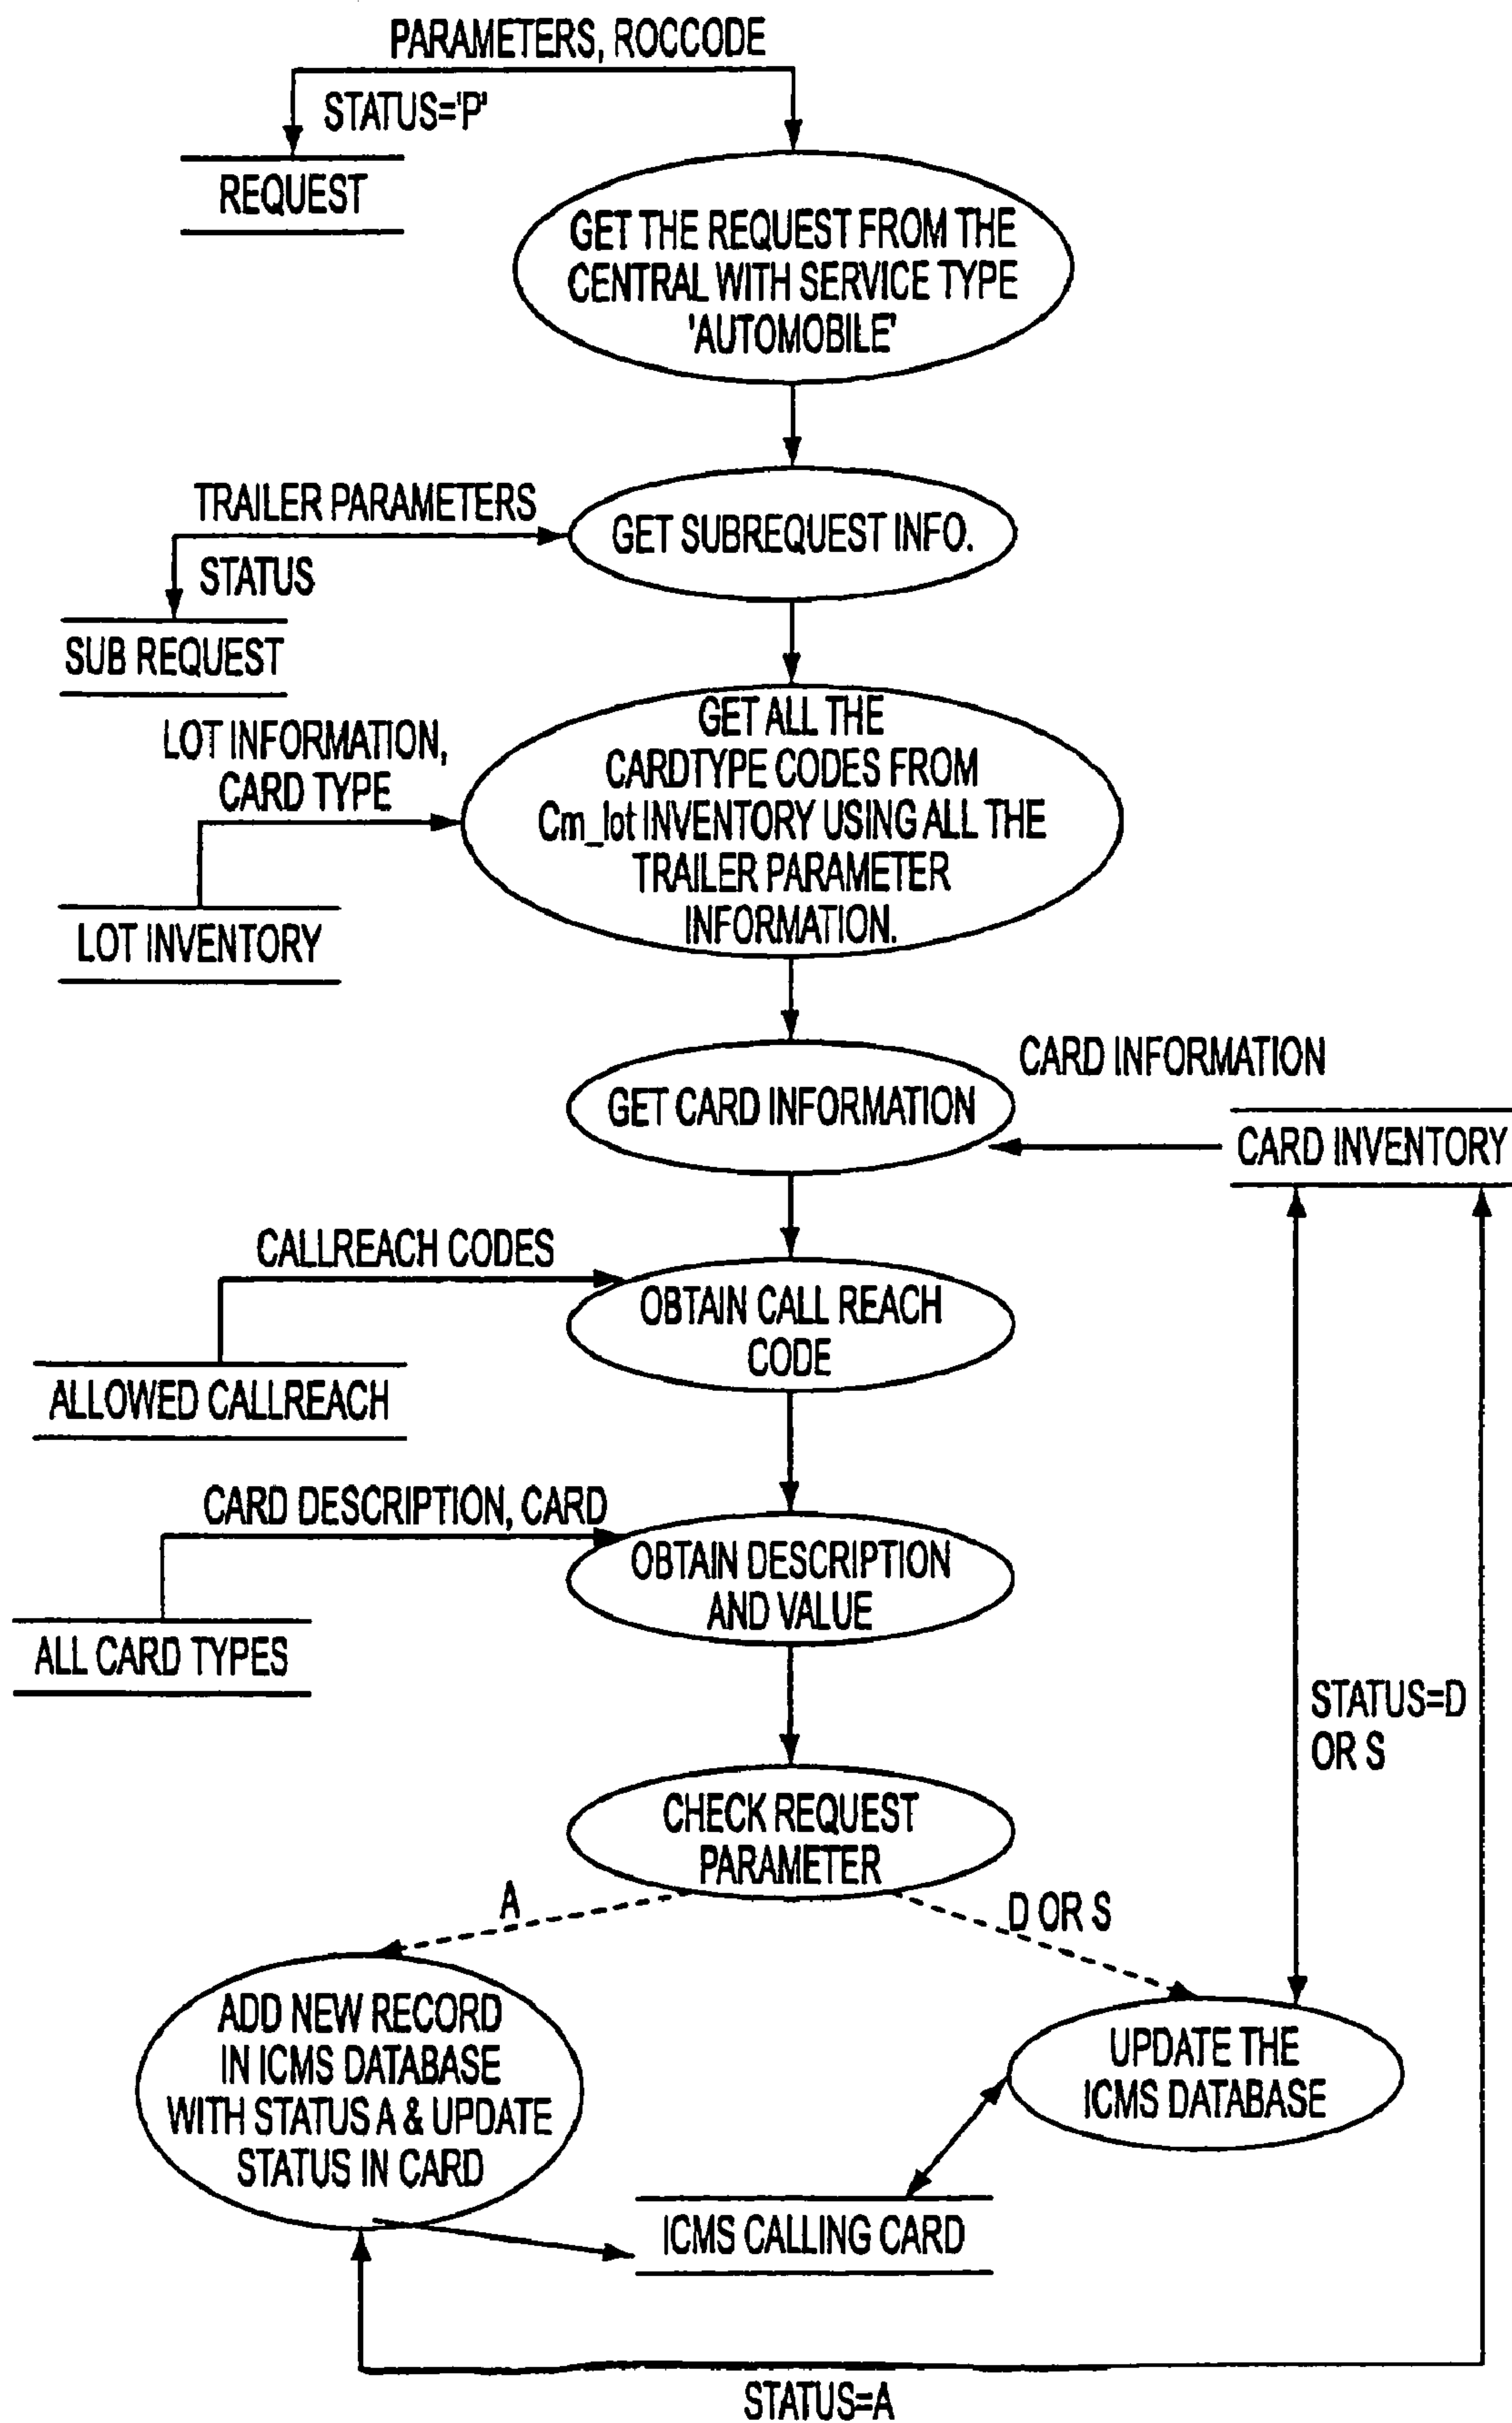 PARAMETERS, ROCCODE
STATUS='P'
REQUEST
GET THE REQUEST FROM THE
CENTRAL WITH SERVICE TYPE
'AUTOMOBILE'
TRAILER PARAMETERS
GET SUBREQUEST INFO.
STATUS
SUB REQUEST
LOT INFORMATION,
CARD TYPE
GET ALL THE
CARDTYPE CODES FROM
Cm_lot INVENTORY USING ALL THE
TRAILER PARAMETER
INFORMATION.
LOT INVENTORY
CARD INFORMATION
GET CARD INFORMATION
CARD INVENTORY
CALLREACH CODES
OBTAIN CALL REACH
CODE
ALLOWED CALLREACH
CARD DESCRIPTION, CARD
OBTAIN DESCRIPTION
AND VALUE
ALL CARD TYPES
STATUS=D
OR S
CHECK REQUEST
PARAMETER
A
D OR S
ADD NEW RECORD
IN ICMS DATABASE
WITH STATUS A & UPDATE
STATUS IN CARD
UPDATE THE
ICMS DATABASE
ICMS CALLING CARD
STATUS=A